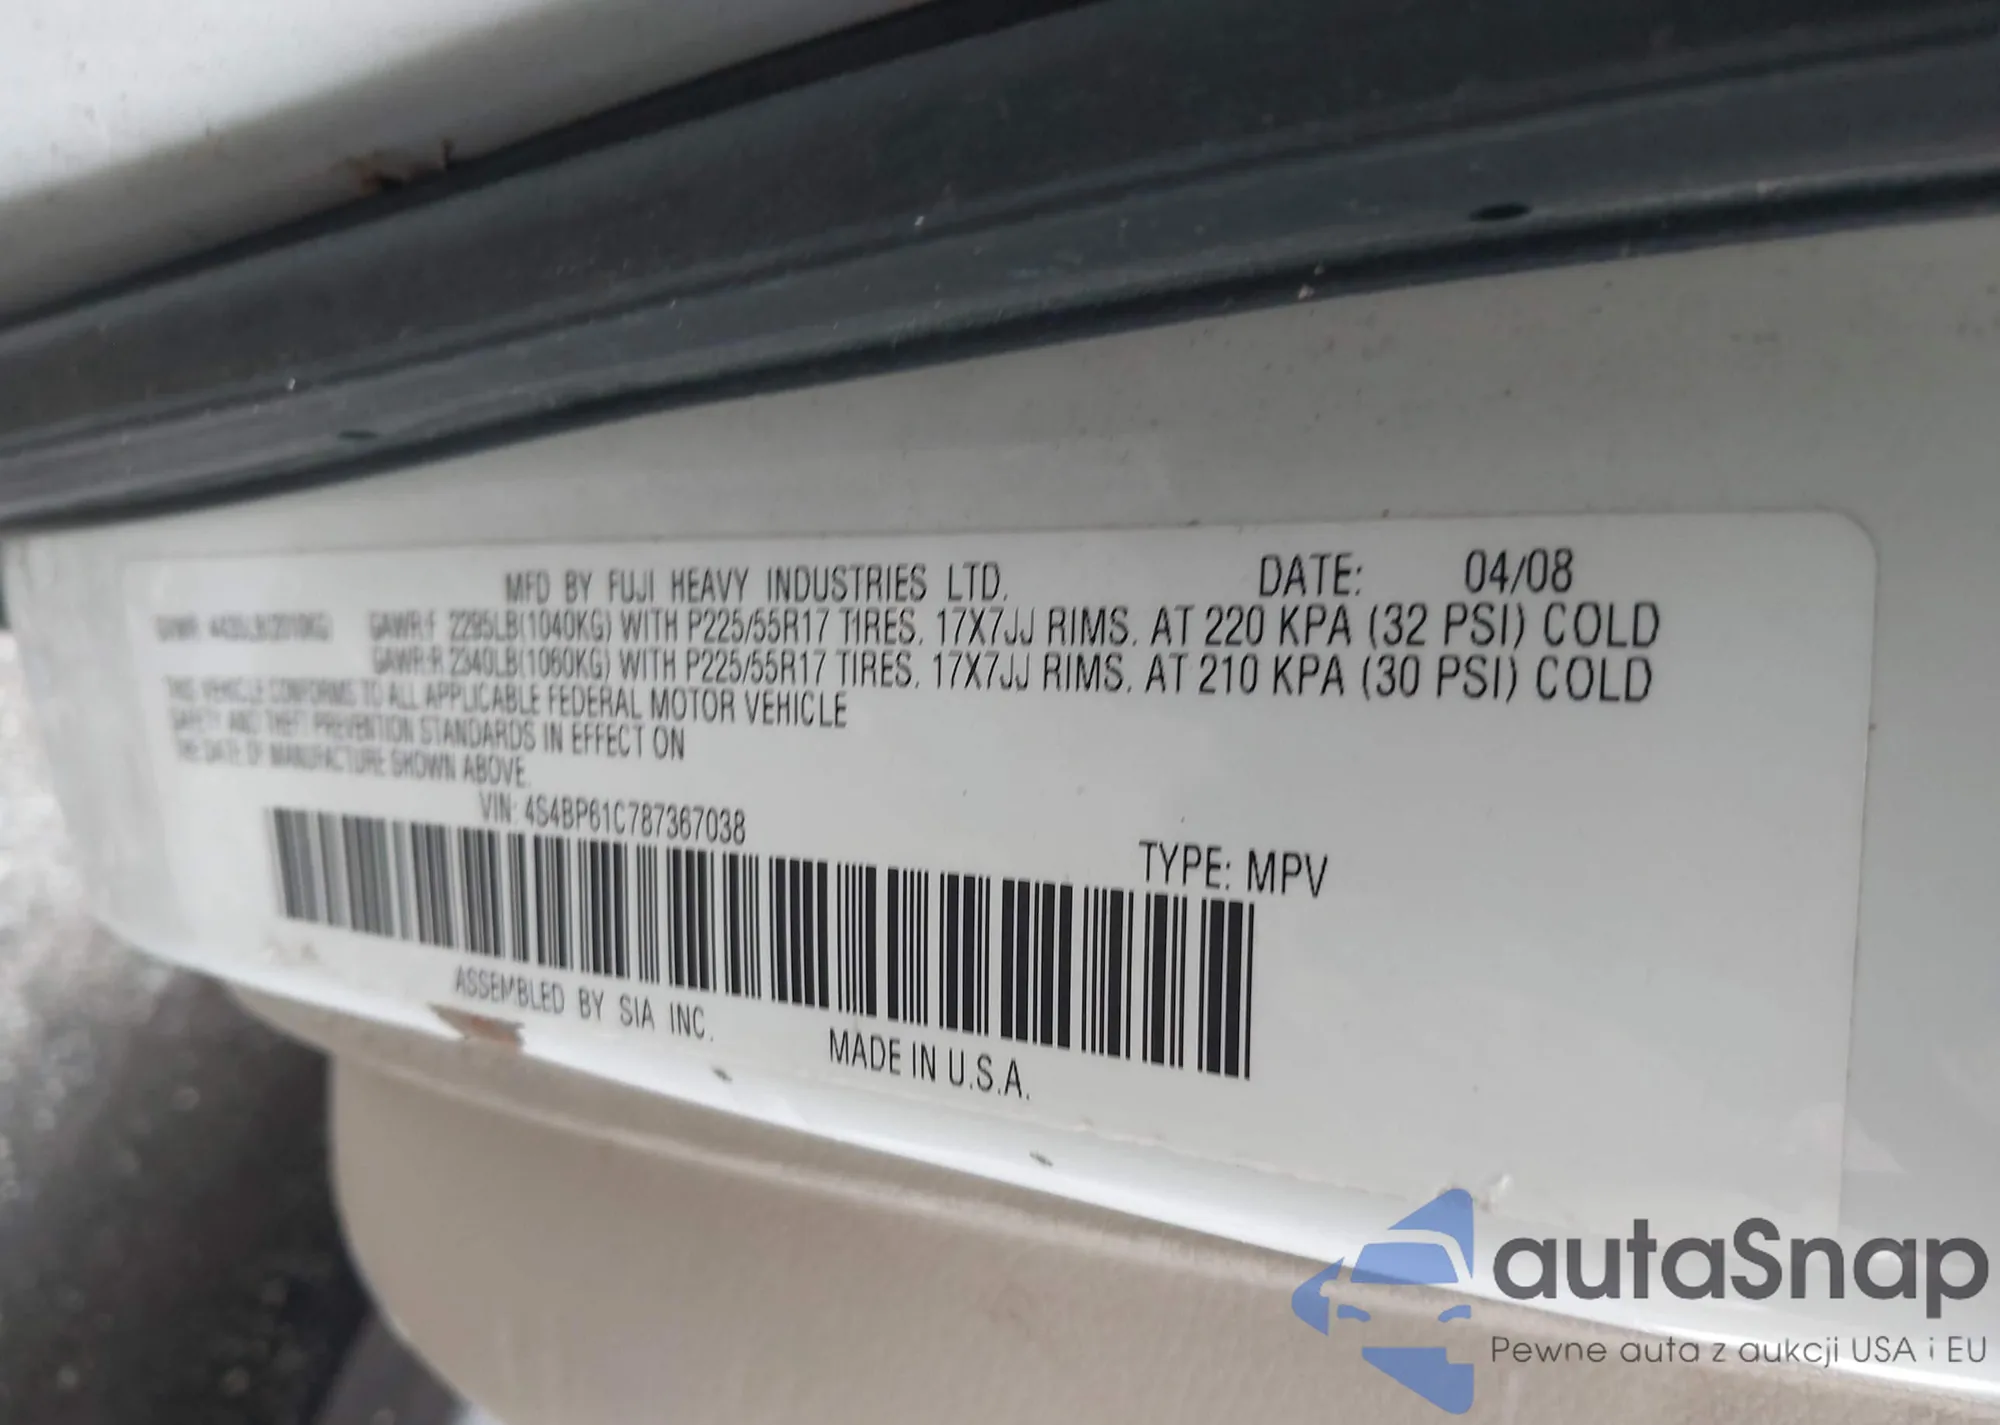 MFD BY FUJI HEAVY INDUSTRIES LTD. DATE: 04/08
GAWR:F 2295LB(1040KG) WITH P225/55R17 TIRES, 17X7JJ RIMS, AT 220 KPA (32 PSI) COLD
GAWR:R 2340LB(1060KG) WITH P225/55R17 TIRES, 17X7JJ RIMS, AT 210 KPA (30 PSI) COLD
THIS VEHICLE CONFORMS TO ALL APPLICABLE FEDERAL MOTOR VEHICLE
SAFETY AND THEFT PREVENTION STANDARDS IN EFFECT ON
THE DATE OF MANUFACTURE SHOWN ABOVE.
VIN: 4S4BP61C787367038
TYPE: MPV
ASSEMBLED BY SIA INC.
MADE IN U.S.A.
autaSnap
Pewne auta z aukcji USA i EU